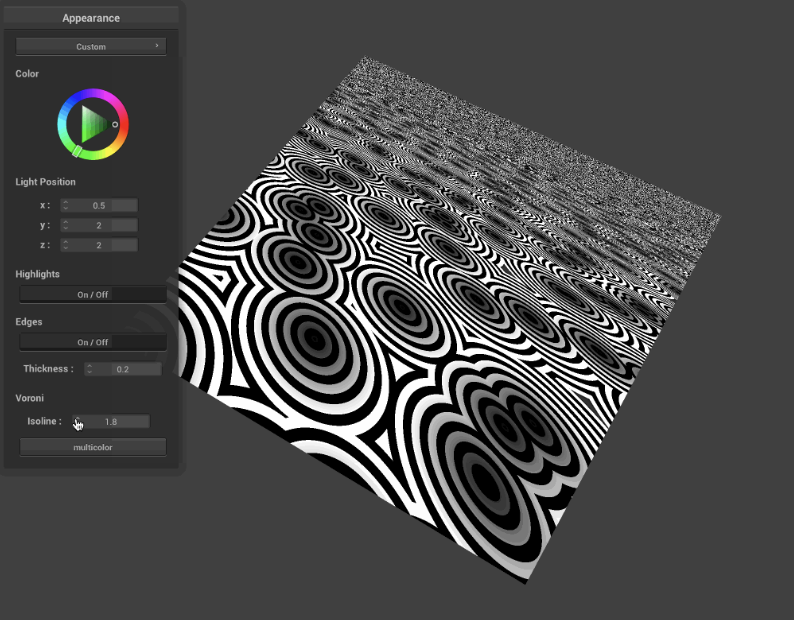 Appearance
Custom
Color
Light Position
x : 0.5
y : 2
z : 2
Highlights
On / Off
Edges
On / Off
Thickness : 0.2
Voroni
Isoline : 1.8
multicolor